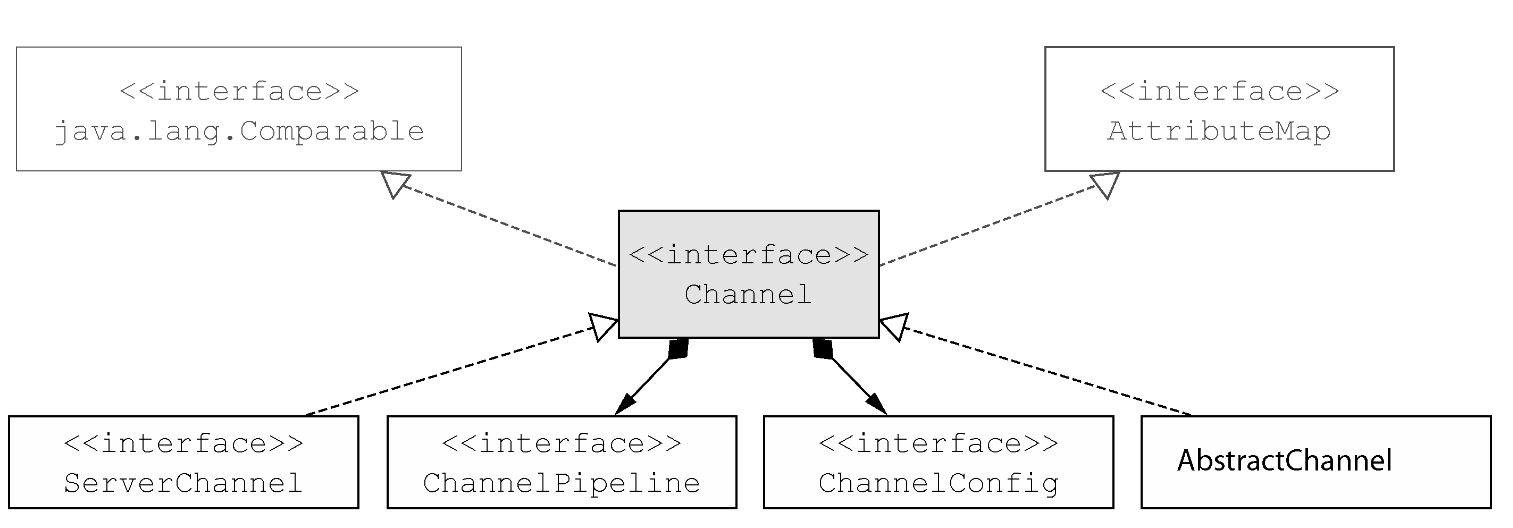 <<interface>>
java.lang.Comparable
<<interface>>
AttributeMap
<<interface>>
Channel
<<interface>>
ServerChannel
<<interface>>
ChannelPipeline
<<interface>>
ChannelConfig
AbstractChannel